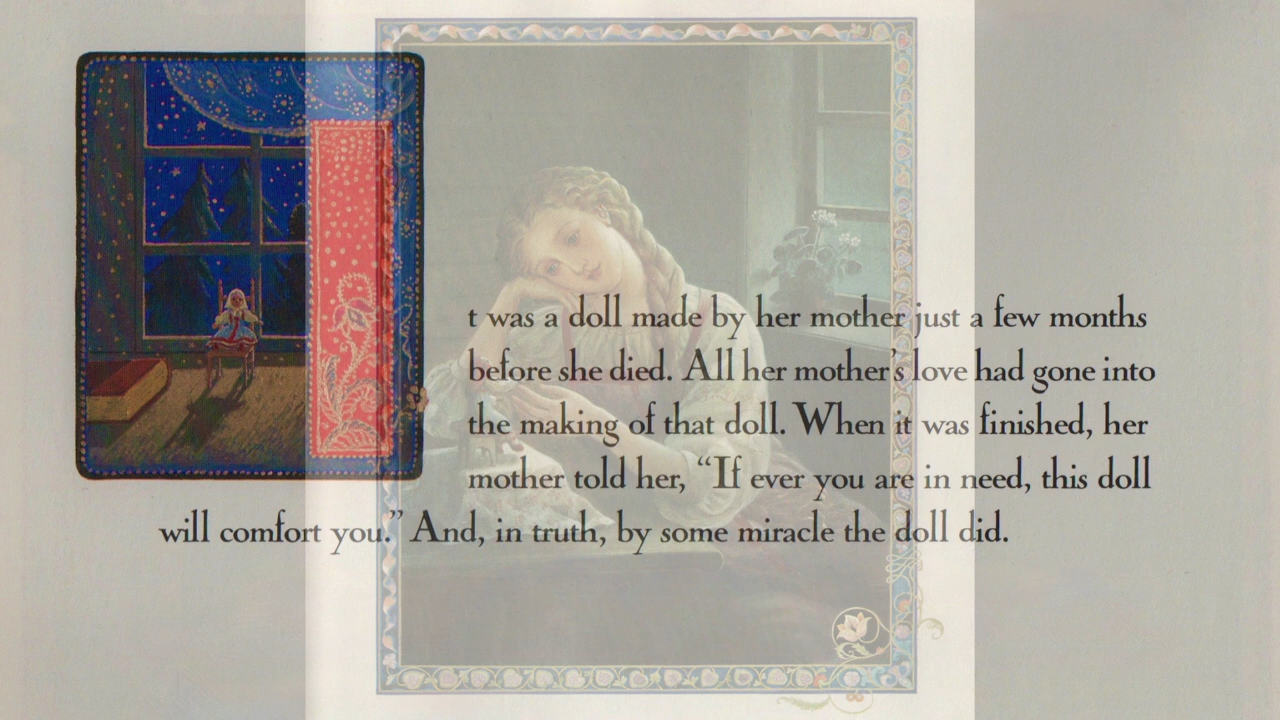 It was a doll made by her mother just a few months
before she died. All her mother's love had gone into
the making of that doll. When it was finished, her
mother told her, “If ever you are in need, this doll
will comfort you.” And, in truth, by some miracle the doll did.